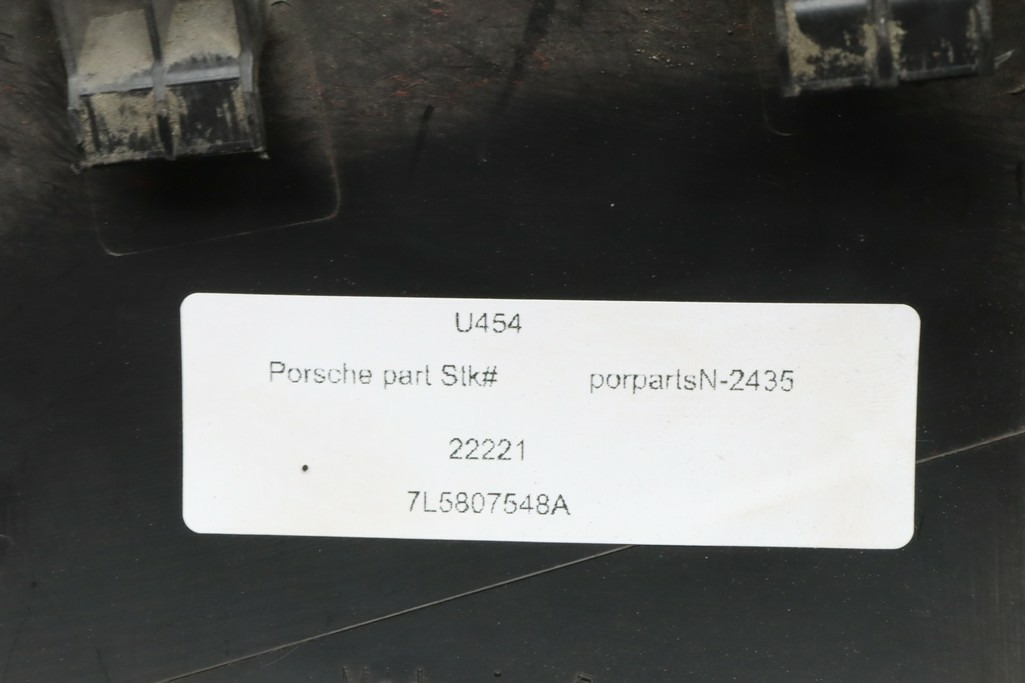 U454
Porsche part Stk# porpartsN-2435
22221
7L5807548A